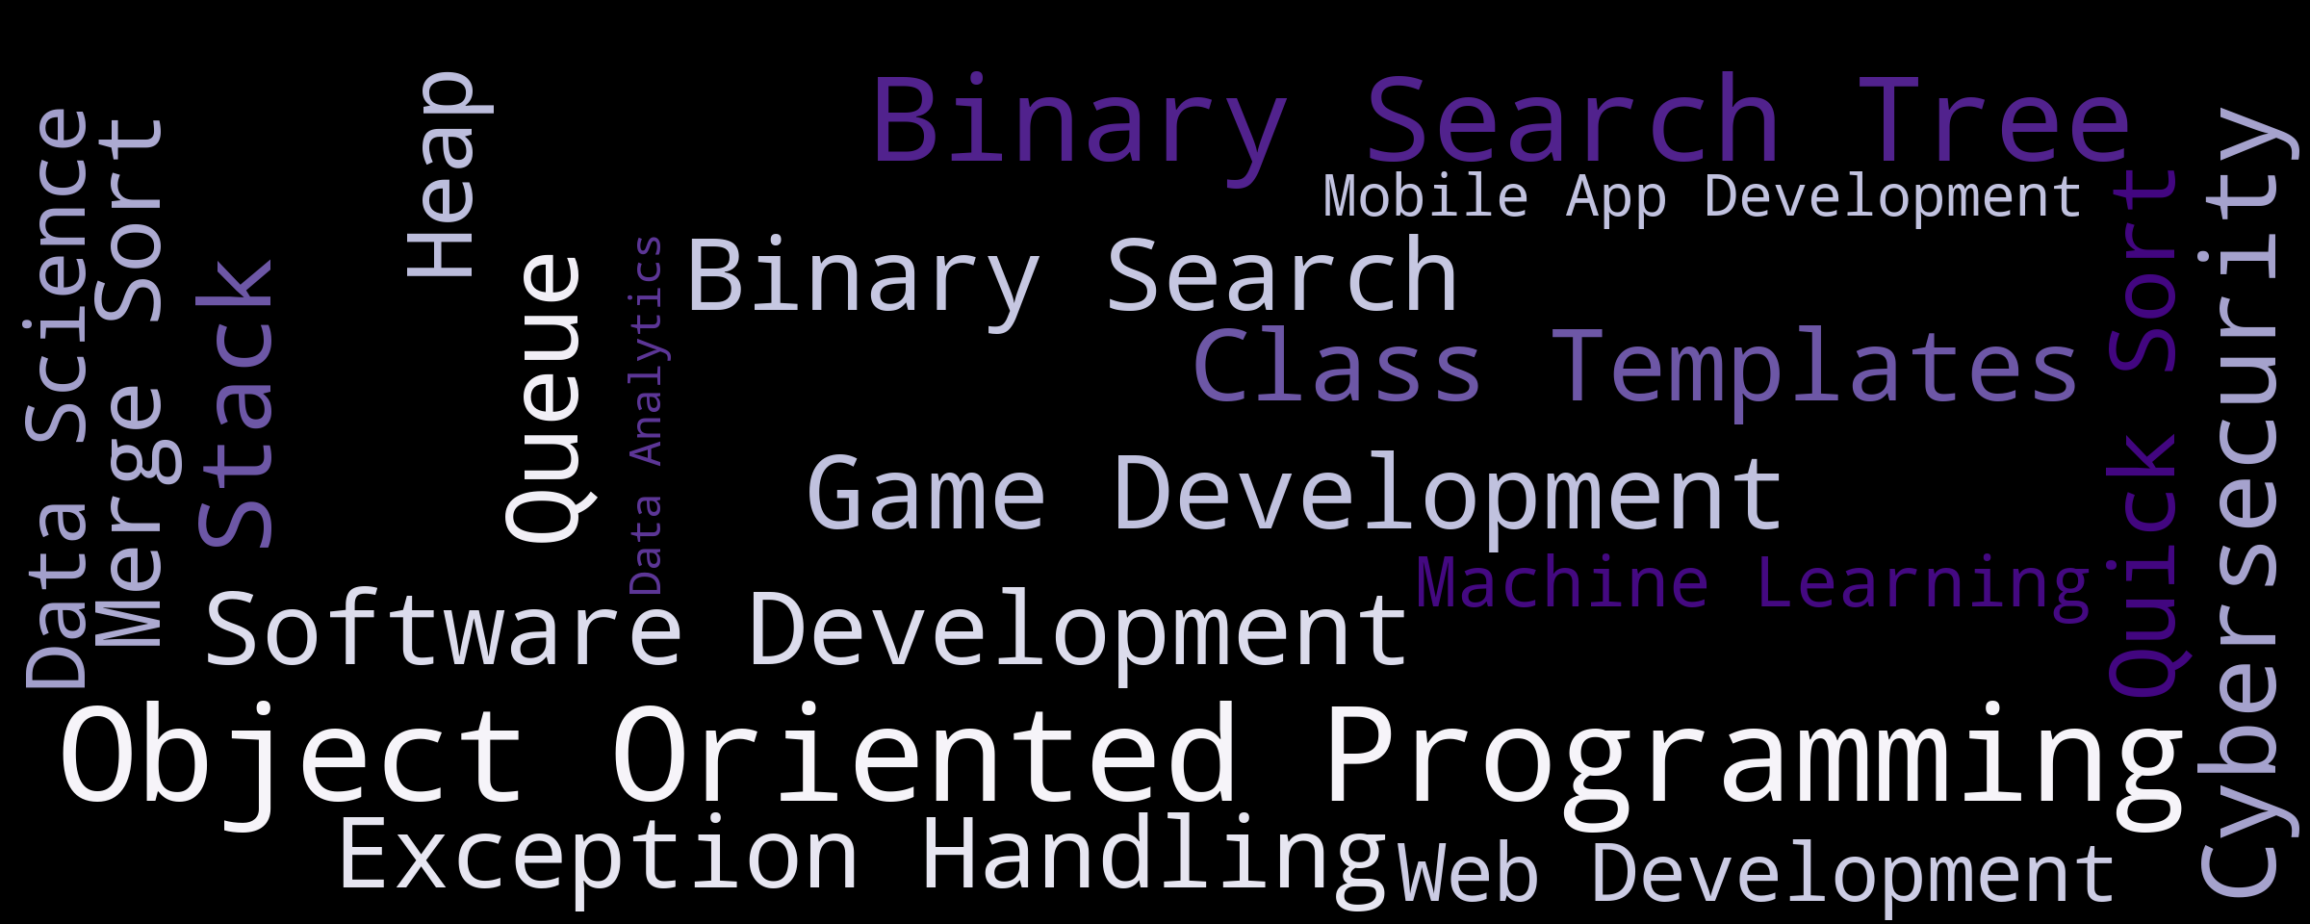 Data Science
Merge Sort
Stack
Heap
Queue
Data Analytics
Binary Search Tree
Mobile App Development
Binary Search
Class Templates
Game Development
Machine Learning
Software Development
Quick Sort
Cybersecurity
Object Oriented Programming
Exception Handling
Web Development